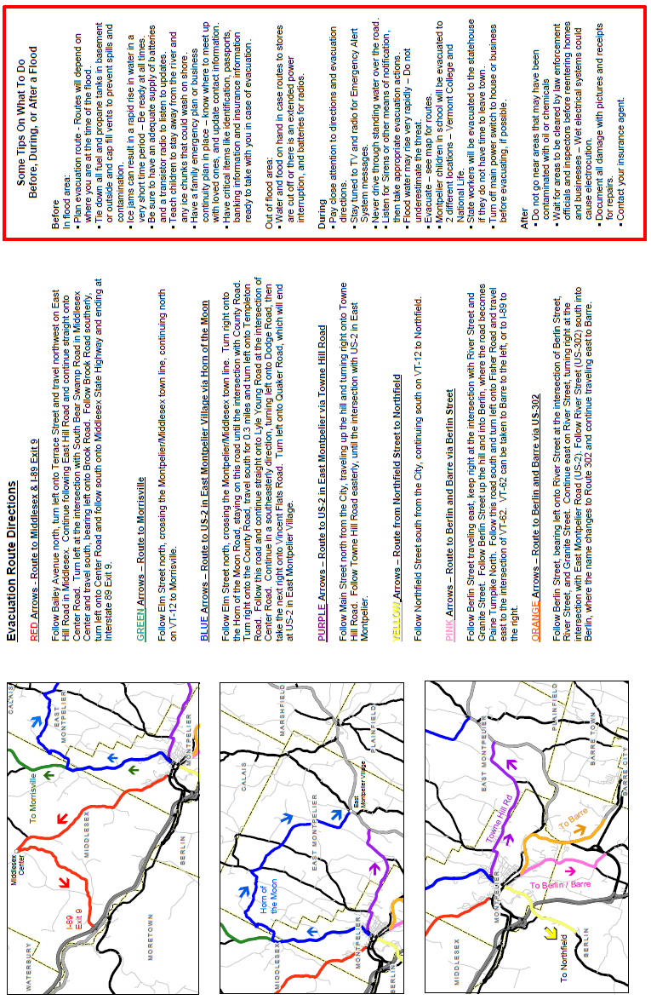 Evacuation Route Directions
RED Arrows - Route to Middlesex & I-89 Exit 9
Follow Bailey Avenue north, turn left onto Terrace Street and travel northwest on East
Hill Road in Middlesex. Continue following East Hill Road and continue straight onto
Center Road. Turn left at the intersection with South Bear Swamp Road in Middlesex
Center and travel south, bearing left onto Brook Road. Follow Brook Road southerly,
turn left onto Center Road and follow south onto Middlesex State Highway and ending at
Interstate 89 Exit 9.
GREEN Arrows – Route to Morrisville
Follow Elm Street north, crossing the Montpelier/Middlesex town line, continuing north
on VT-12 to Morrisville.
BLUE Arrows – Route to US-2 in East Montpelier Village via Horn of the Moon
Follow Elm Street north, crossing the Montpelier/Middlesex town line. Turn right onto
the Horn of the Moon Road, staying on this road until the intersection with County Road.
Turn right onto the County Road, travel south for 0.3 miles and turn left onto Templeton
Road. Follow this road and continue straight onto Lyle Young Road at the intersection of
Center Road. Continue in a southeasterly direction, turning left onto Dodge Road, then
take the next right onto Vincent Flats Road. Turn left onto Quaker Road, which will end
at US-2 in East Montpelier Village.
PURPLE Arrows – Route to US-2 in East Montpelier via Towne Hill Road
Follow Main Street north from the City, traveling up the hill and turning right onto Towne
Hill Road. Follow Towne Hill Road easterly, until the intersection with US-2 in East
Montpelier.
YELLOW Arrows – Route from Northfield Street to Northfield
Follow Northfield Street south from the City, continuing south on VT-12 to Northfield.
PINK Arrows – Route to Berlin and Barre via Berlin Street
Follow Berlin Street traveling east, keep right at the intersection with River Street and
Granite Street. Follow Berlin Street up the hill and into Berlin, where the road becomes
Paine Turnpike North. Follow this road south and turn left onto Fisher Road and travel
east to the intersection of VT-62. VT-62 can be taken to Barre to the left, or to I-89 to
the right.
ORANGE Arrows – Route to Berlin and Barre via US-302
Follow Berlin Street, bearing left onto River Street at the intersection of Berlin Street,
River Street, and Granite Street. Continue east on River Street, turning right at the
intersection with East Montpelier Road (US-2). Follow River Street (US-302) south into
Berlin, where the name changes to Route 302 and continue traveling east to Barre.
Some Tips On What To Do
Before, During, or After a Flood
Before
In flood area:
▪ Plan evacuation route - Routes will depend on
where you are at the time of the flood.
▪ Tie down all fuel and propane tanks in basement
or outside and cap fill vents to prevent spills and
contamination.
▪ Ice jams can result in a rapid rise in water in a
very short time period – Be ready at all times.
▪ Be sure to have an adequate supply of batteries
and a transistor radio to listen to updates.
▪ Teach children to stay away from the river and
any ice chunks that could wash on shore.
▪ Have a family emergency plan or business
continuity plan in place – know where to meet up
with loved ones, and update contact information.
▪ Have critical items like identification, passports,
banking information and insurance information
ready to take with you in case of evacuation.
Out of flood area:
▪ Water and food on hand in case routes to stores
are cut off or there is an extended power
interruption, and batteries for radios.
During
▪ Pay close attention to directions and evacuation
directions.
▪ Stay tuned to TV and radio for Emergency Alert
System messages.
▪ Never drive through standing water over the road.
▪ Listen for Sirens or other means of notification,
then take appropriate evacuation actions.
▪ Flood water may rise very rapidly – Do not
underestimate the threat.
▪ Evacuate – see map for routes.
▪ Montpelier children in school will be evacuated to
2 different locations – Vermont College and
National Life.
▪ State workers will be evacuated to the statehouse
if they do not have time to leave town.
▪ Turn off main power switch to house or business
before evacuating, if possible.
After
▪ Do not go near areas that may have been
contaminated with oil or chemicals
▪ Wait for areas to be cleared by law enforcement
officials and inspectors before reentering homes
and businesses – Wet electrical systems could
cause electrocution.
▪ Document all damage with pictures and receipts
for repairs.
▪ Contact your insurance agent.
WATERBURY
I-89
Exit 9
Middlesex
Center
To Morrisville
CALAIS
EAST
MONTPELIER
MIDDLESEX
MORETOWN
BERLIN
MONTPELIER
MIDDLESEX
Horn of
the Moon
CALAIS
EAST MONTPELIER
MARSHFIELD
East
Montpelier Village
PLAINFIELD
MONTPELIER
BERLIN
MIDDLESEX
MONTPELIER
Towne Hill Rd
EAST MONTPELIER
PLAINFIELD
To Northfield
BERLIN
To Berlin / Barre
To Barre
BARRE TOWN
BARRE CITY